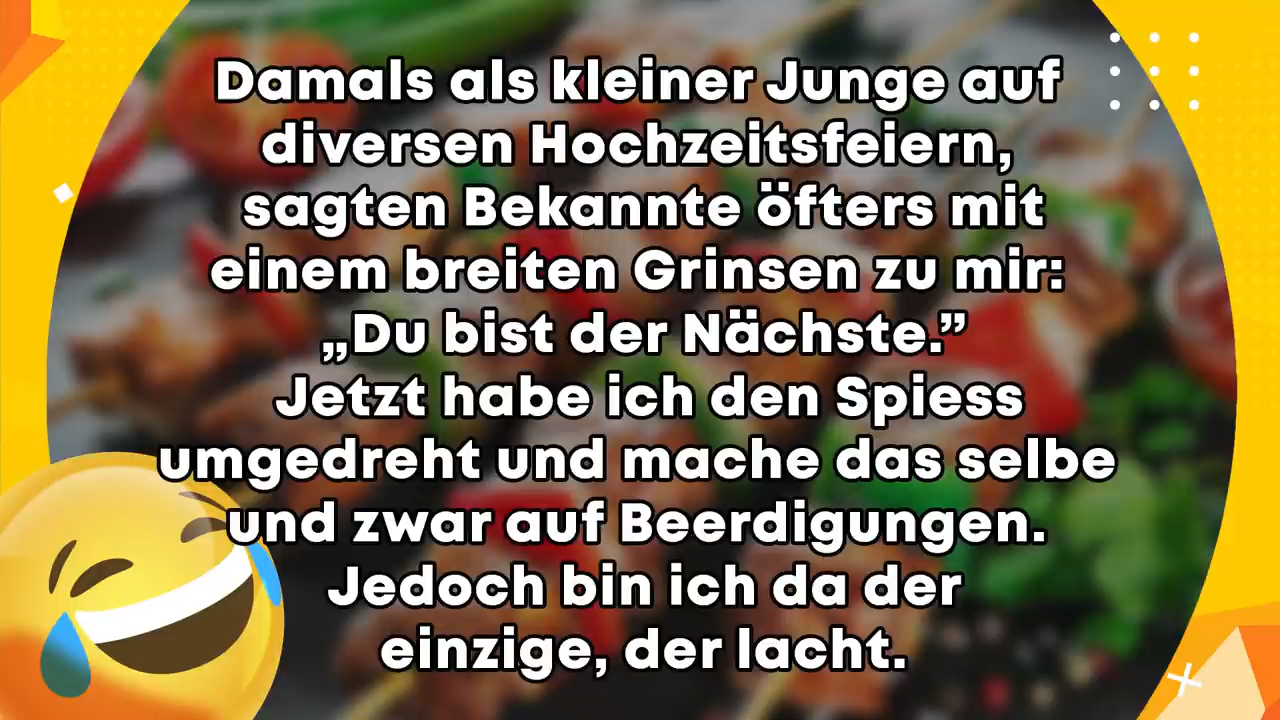 Damals als kleiner Junge auf
diversen Hochzeitsfeiern,
sagten Bekannte öfters mit
einem breiten Grinsen zu mir:
„Du bist der Nächste.”
Jetzt habe ich den Spiess
umgedreht und mache das selbe
und zwar auf Beerdigungen.
Jedoch bin ich da der
einzige, der lacht.